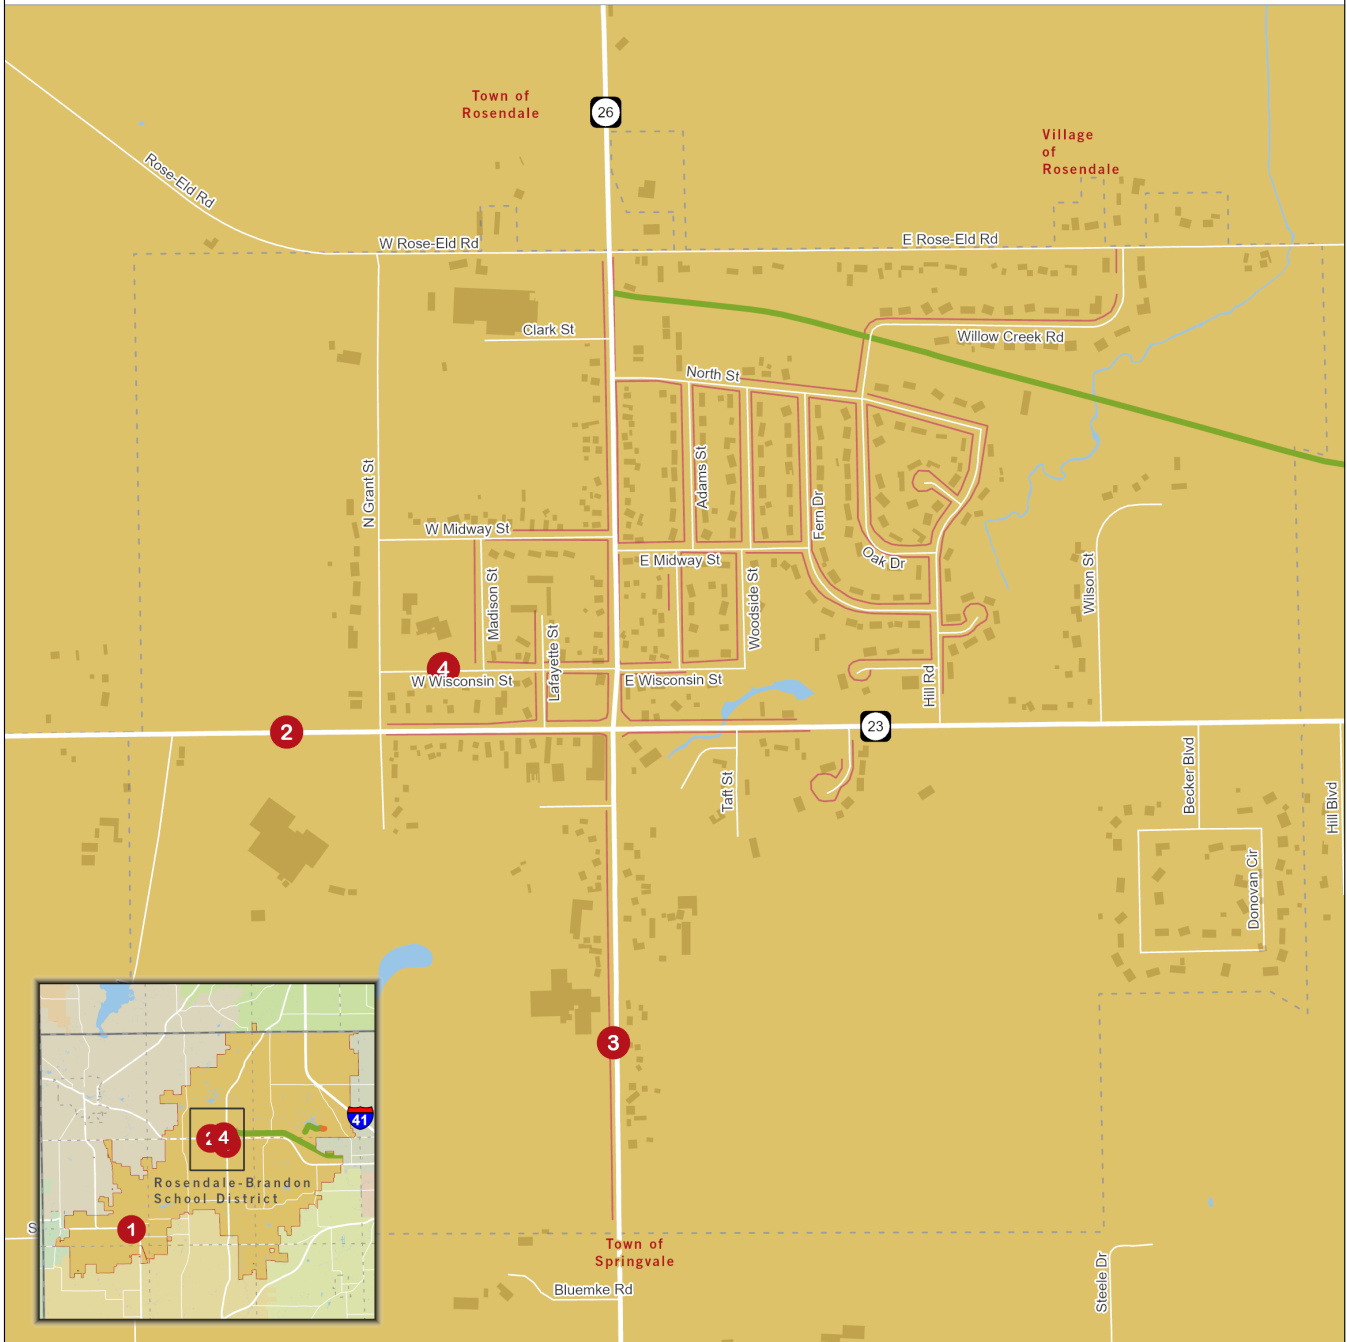 Town of
Rosendale
26
Village
of
Rosendale
Rose-Eld Rd
W Rose-Eld Rd
E Rose-Eld Rd
Clark St
Willow Creek Rd
North St
N Grant St
Adams St
Fern Dr
W Midway St
E Midway St
Oak Dr
Madison St
Lafayette St
Woodside St
Wilson St
4
W Wisconsin St
E Wisconsin St
Hill Rd
2
23
Taft St
Becker Blvd
Hill Blvd
Donovan Cir
3
41
2
4
Rosendale-Brandon
School District
1
S
Town of
Springvale
Bluemke Rd
Steele Dr